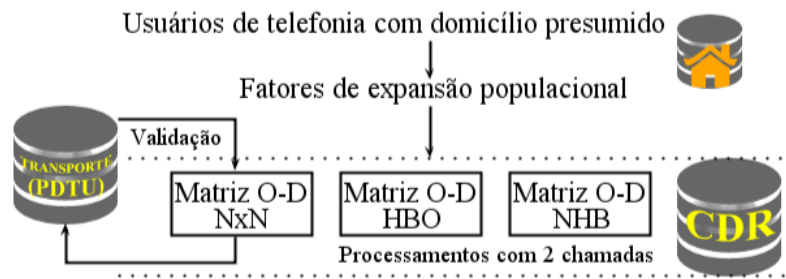 Usuários de telefonia com domicílio presumido
Fatores de expansão populacional
Validação
TRANSPORTE
(PDTU)
Matriz O-D
NxN
Matriz O-D
HBO
Matriz O-D
NHB
CDR
Processamentos com 2 chamadas